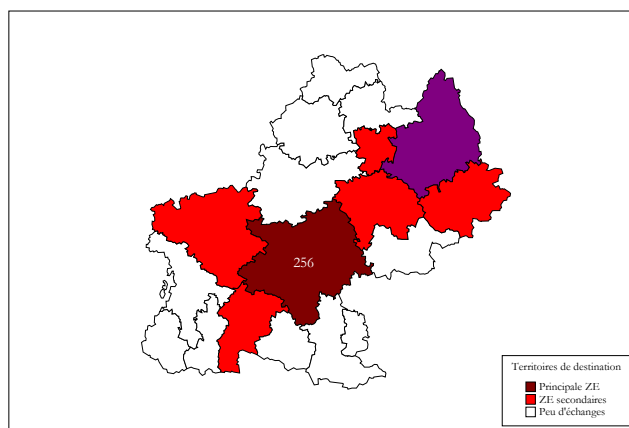 256
Territoires de destination
Principale ZE
ZE secondaires
Peu d'échanges